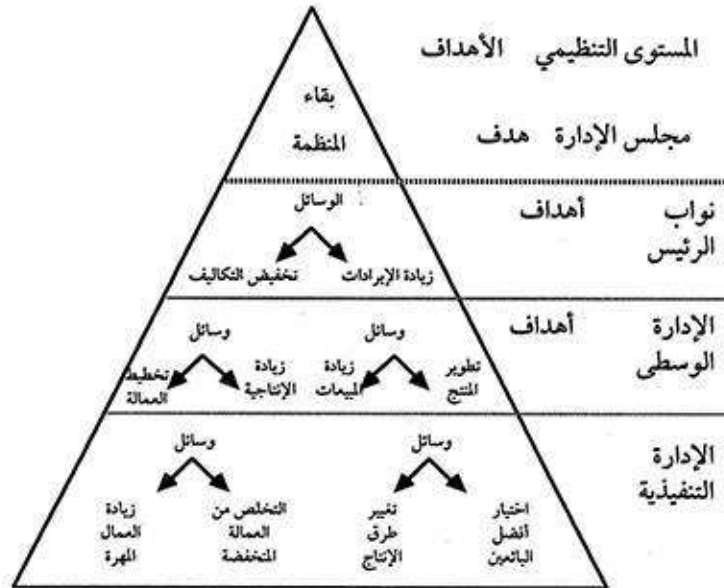 المستوى التنظيمي الأهداف
بقاء
المنظمة
مجلس الإدارة هدف
نواب أهداف
الرئيس
الوسائل
زيادة الإيرادات تخفيض التكاليف
الإدارة أهداف
الوسطى
وسائل وسائل
تطوير زيادة زيادة تخطيط
المنتج المبيعات الإنتاجية العمالة
الإدارة
التنفيذية
وسائل وسائل
اختيار تغيير التخلص من زيادة
أفضل طرق العمالة العمال
البائعين الإنتاج المنخفضة المهرة